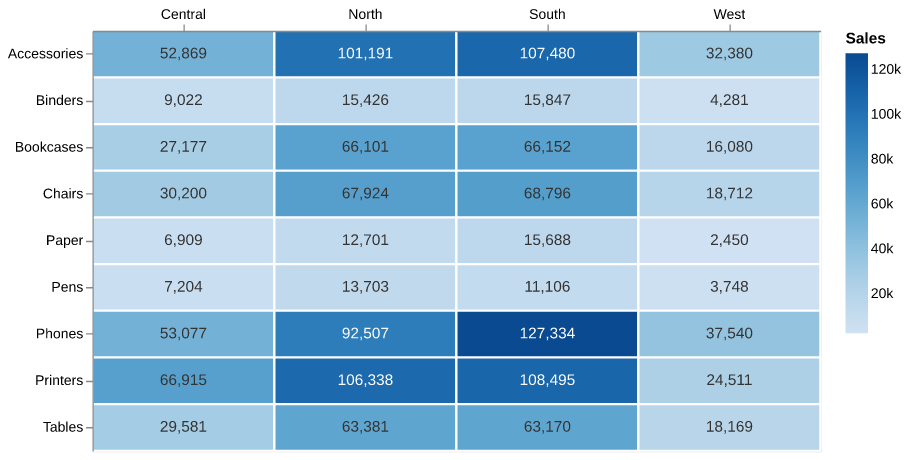 Central North South West
Sales
Accessories 52,869 101,191 107,480 32,380
120k
Binders 9,022 15,426 15,847 4,281
100k
Bookcases 27,177 66,101 66,152 16,080
80k
Chairs 30,200 67,924 68,796 18,712
60k
Paper 6,909 12,701 15,688 2,450
40k
Pens 7,204 13,703 11,106 3,748
20k
Phones 53,077 92,507 127,334 37,540
Printers 66,915 106,338 108,495 24,511
Tables 29,581 63,381 63,170 18,169